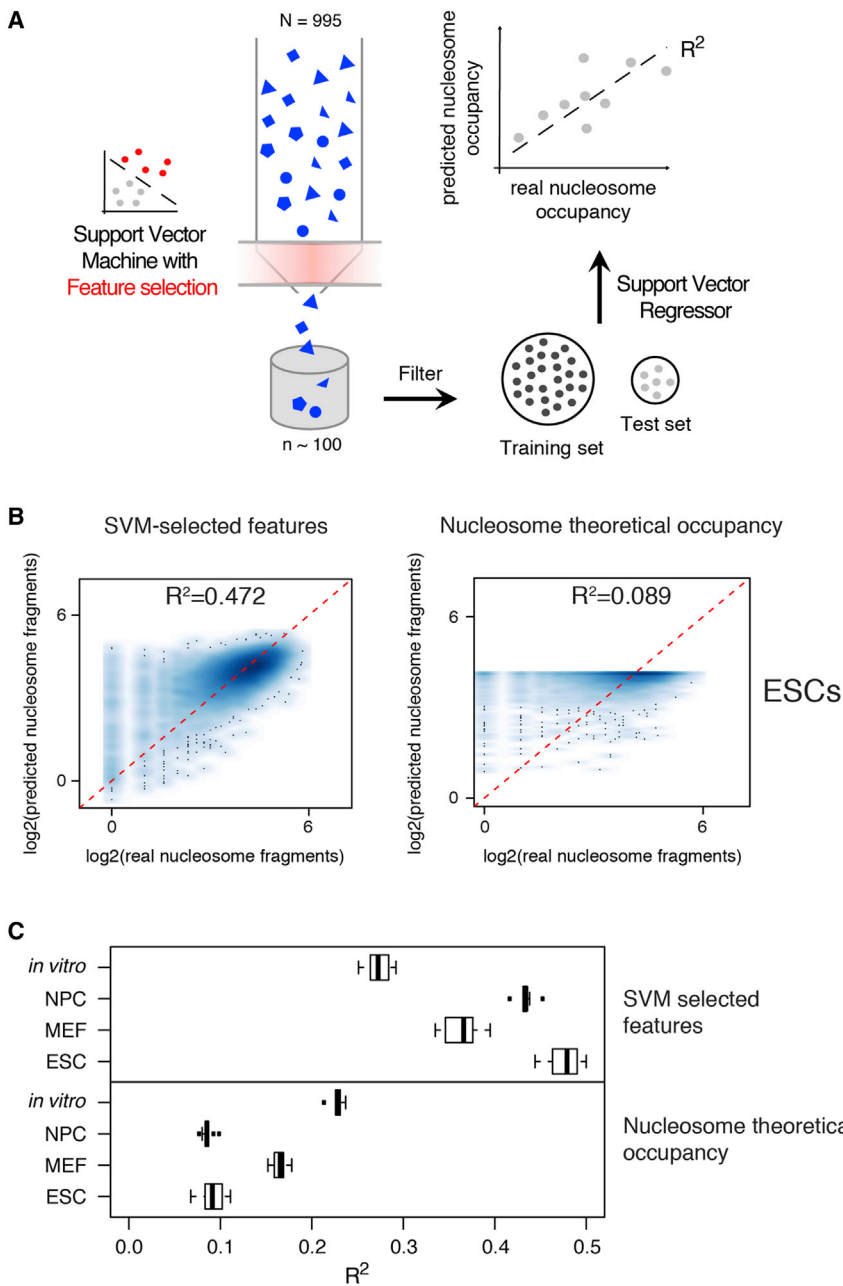 A
N = 995
Support Vector
Machine with
Feature selection
n ~ 100
Filter
Training set
Test set
Support Vector
Regressor
predicted nucleosome
occupancy
R²
real nucleosome
occupancy
B
SVM-selected features
log2(predicted nucleosome fragments)
R²=0.472
6
0
0
6
log2(real nucleosome fragments)
Nucleosome theoretical occupancy
log2(predicted nucleosome fragments)
R²=0.089
6
0
0
6
log2(real nucleosome fragments)
ESCs
C
in vitro
NPC
MEF
ESC
SVM selected
features
in vitro
NPC
MEF
ESC
Nucleosome theoretical
occupancy
0.0 0.1 0.2 0.3 0.4 0.5
R²